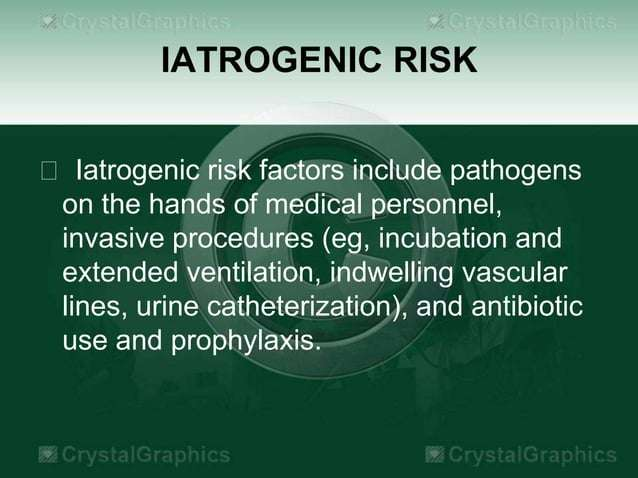 CrystalGraphics CrystalGraphics
IATROGENIC RISK
Iatrogenic risk factors include pathogens
on the hands of medical personnel,
invasive procedures (eg, incubation and
extended ventilation, indwelling vascular
lines, urine catheterization), and antibiotic
use and prophylaxis.
CrystalGraphics CrystalGraphics